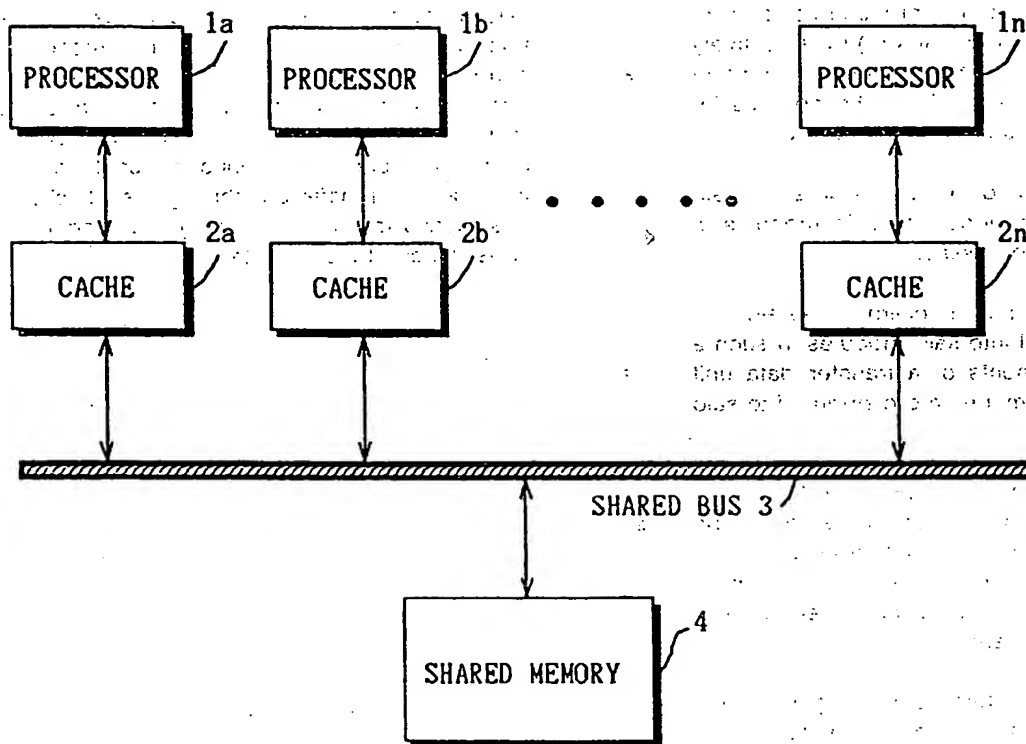 1a
1b
1n
PROCESSOR
PROCESSOR
PROCESSOR
2a
2b
2n
CACHE
CACHE
CACHE
SHARED BUS 3
4
SHARED MEMORY